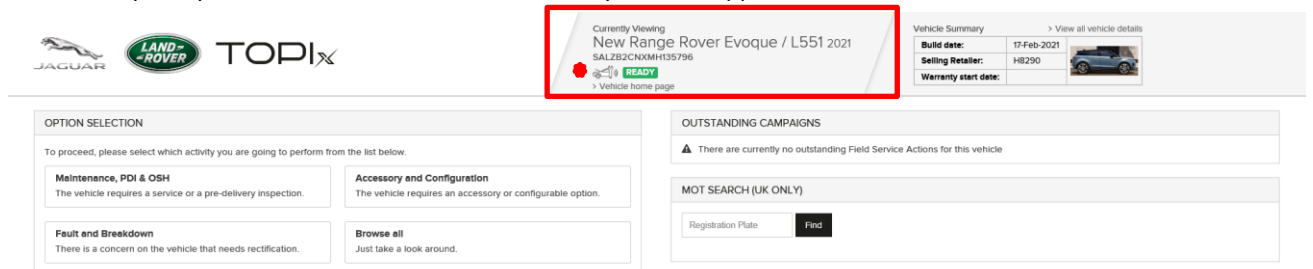 JAGUAR
LAND-
-ROVER
TOPIx
Currently Viewing
New Range Rover Evoque / L551 2021
SALZB2CNXMH135796
READY
> Vehicle home page
Vehicle Summary
> View all vehicle details
Build date: 17-Feb-2021
Selling Retailer: H8290
Warranty start date:
OPTION SELECTION
To proceed, please select which activity you are going to perform from the list below.
Maintenance, PDI & OSH
The vehicle requires a service or a pre-delivery inspection.
Accessory and Configuration
The vehicle requires an accessory or configurable option.
Fault and Breakdown
There is a concern on the vehicle that needs rectification.
Browse all
Just take a look around.
OUTSTANDING CAMPAIGNS
There are currently no outstanding Field Service Actions for this vehicle
MOT SEARCH (UK ONLY)
Registration Plate
Find